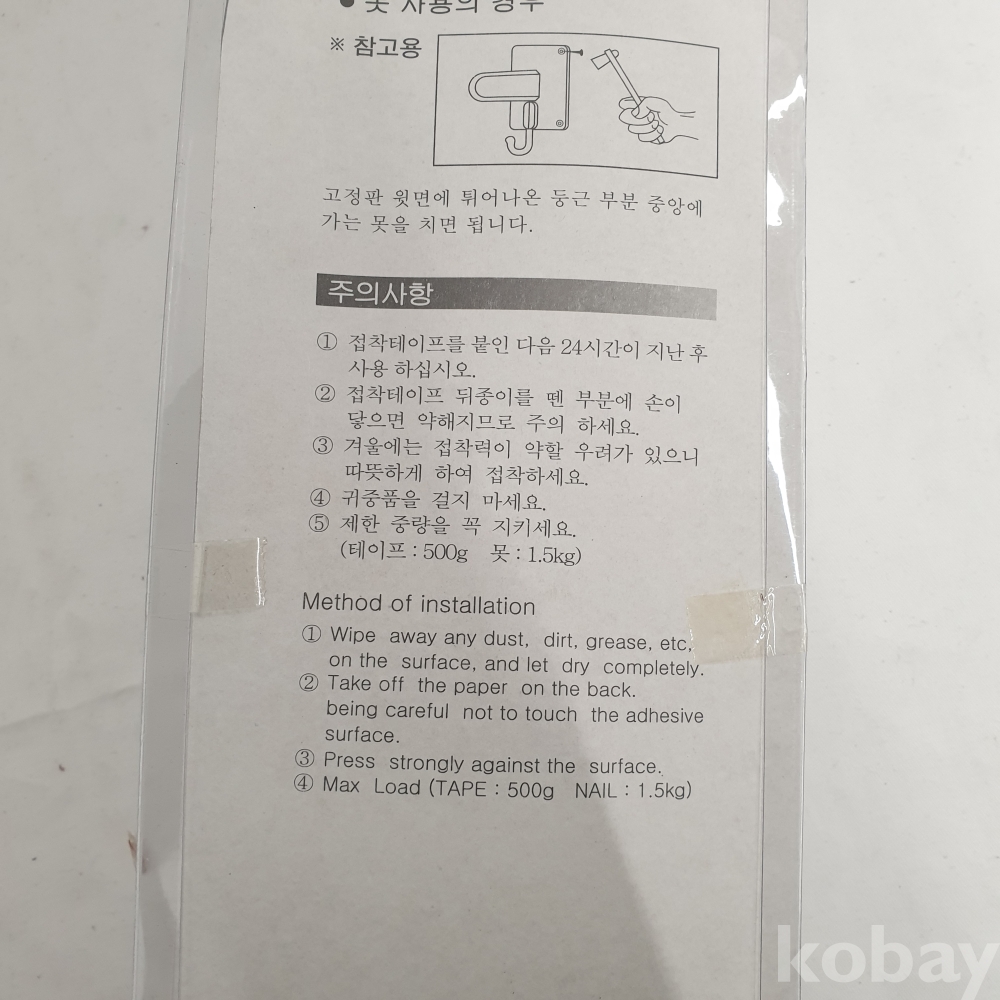 ● 못 사용의 경우
※ 참고용
고정판 윗면에 튀어나온 둥근 부분 중앙에
가는 못을 치면 됩니다.
주의사항
① 접착테이프를 붙인 다음 24시간이 지난 후
사용 하십시오.
② 접착테이프 뒤종이를 뗀 부분에 손이
닿으면 약해지므로 주의 하세요.
③ 겨울에는 접착력이 약할 우려가 있으니
따뜻하게 하여 접착하세요.
④ 귀중품을 걸지 마세요.
⑤ 제한 중량을 꼭 지키세요.
(테이프 : 500g 못 : 1.5kg)
Method of installation
① Wipe away any dust, dirt, grease, etc,
on the surface, and let dry completely.
② Take off the paper on the back.
being careful not to touch the adhesive
surface.
③ Press strongly against the surface.
④ Max Load (TAPE : 500g NAIL : 1.5kg)
kobay